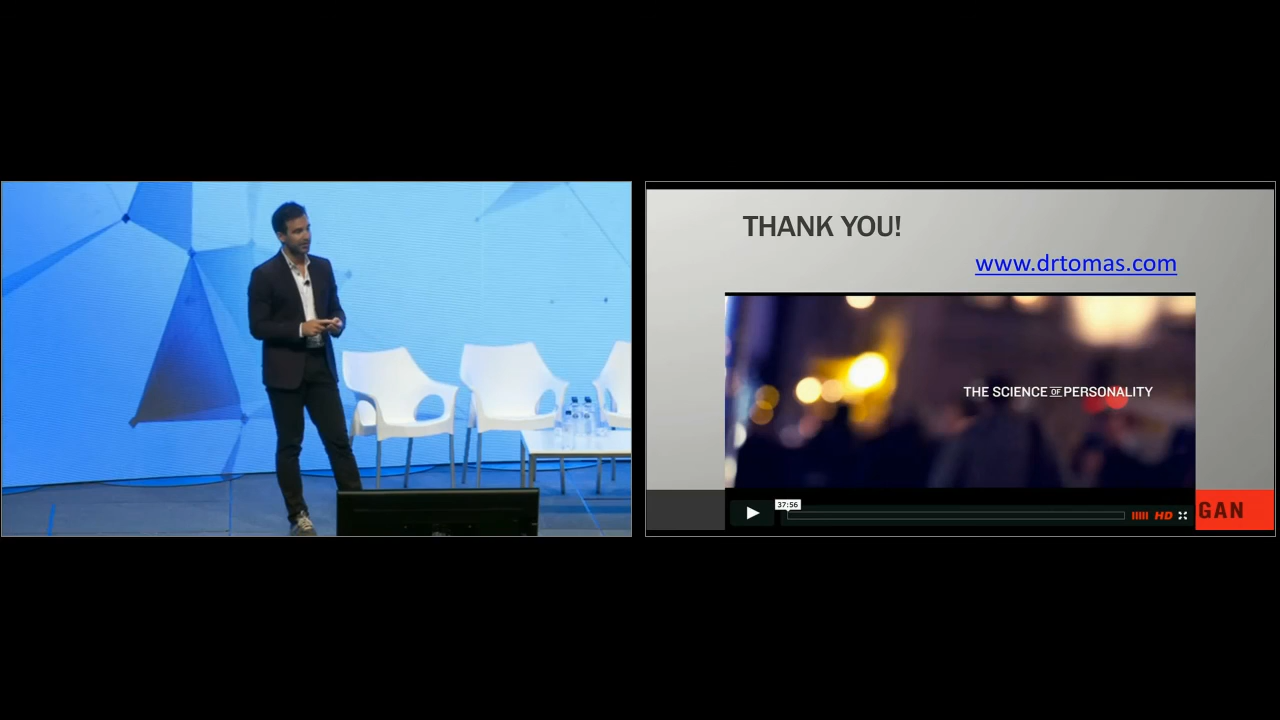 THANK YOU!
www.drtomas.com
THE SCIENCE OF PERSONALITY
37:56
HD
GAN